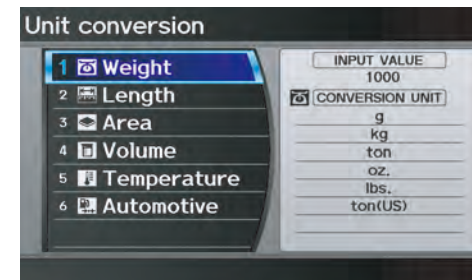 Unit conversion
1 Weight
2 Length
3 Area
4 Volume
5 Temperature
6 Automotive
INPUT VALUE
1000
CONVERSION UNIT
g
kg
ton
oz.
lbs.
ton(US)